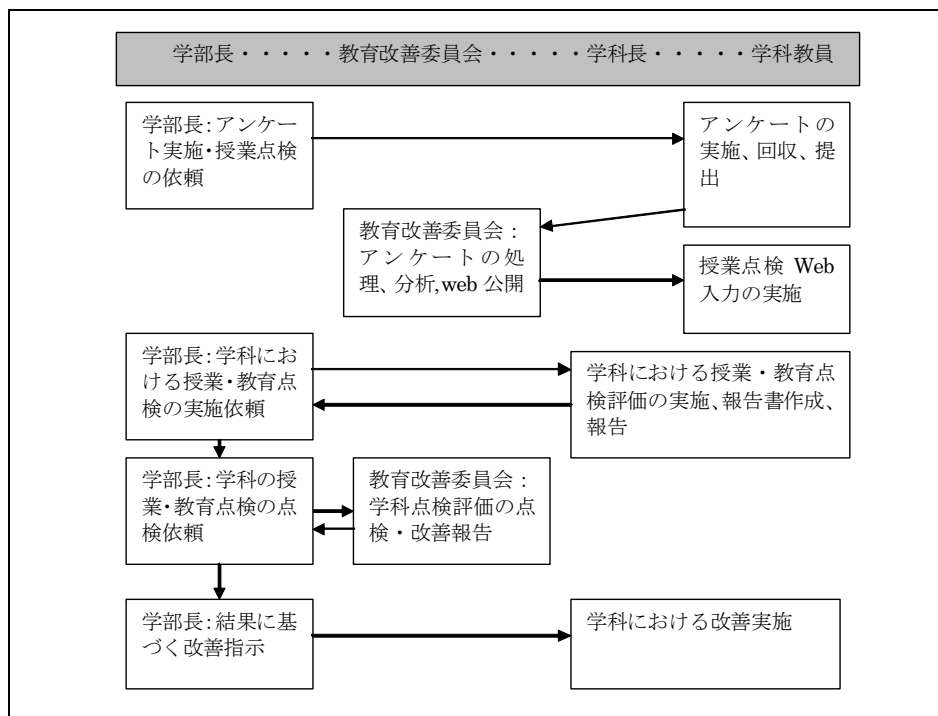 学部長・・・・・教育改善委員会・・・・・学科長・・・・・学科教員
学部長:アンケー
ト実施・授業点検
の依頼
アンケートの
実施、回収、提
出
教育改善委員会:
アンケートの処
理、分析,web 公開
授業点検 Web
入力の実施
学部長:学科にお
ける授業・教育点
検の実施依頼
学科における授業・教育点
検評価の実施、報告書作成、
報告
学部長:学科の授
業・教育点検の点
検依頼
教育改善委員会:
学科点検評価の点
検・改善報告
学部長:結果に基
づく改善指示
学科における改善実施